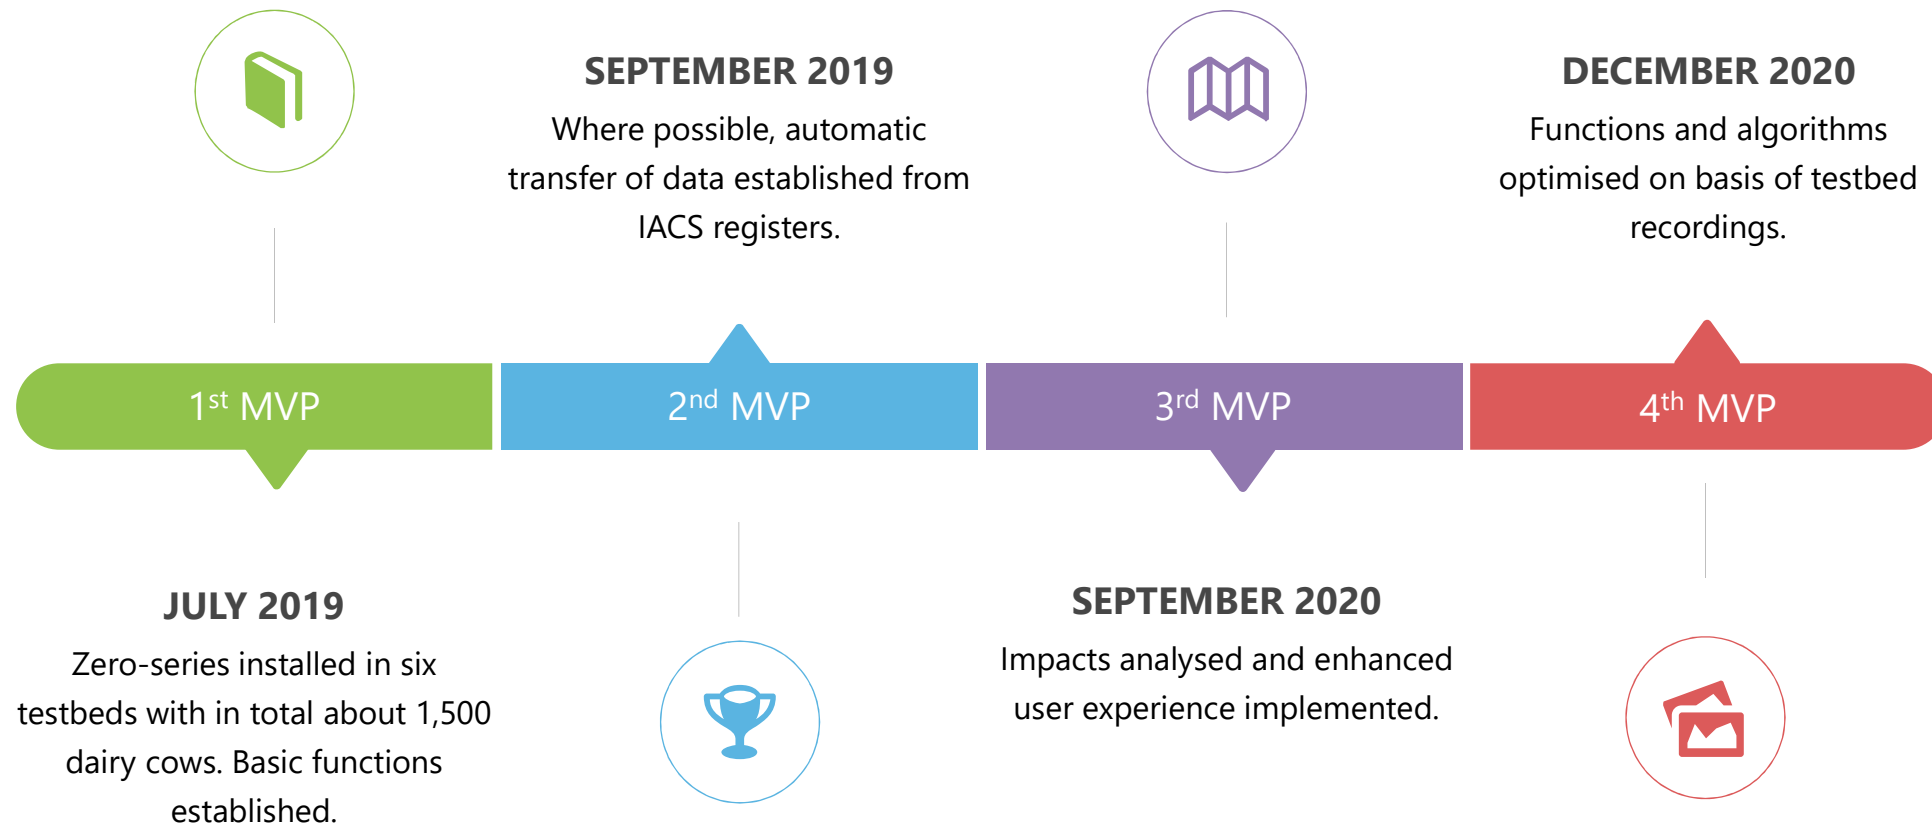 SEPTEMBER 2019
Where possible, automatic
transfer of data established from
IACS registers.
DECEMBER 2020
Functions and algorithms
optimised on basis of testbed
recordings.
1st MVP
2nd MVP
3rd MVP
4th MVP
JULY 2019
Zero-series installed in six
testbeds with in total about 1,500
dairy cows. Basic functions
established.
SEPTEMBER 2020
Impacts analysed and enhanced
user experience implemented.